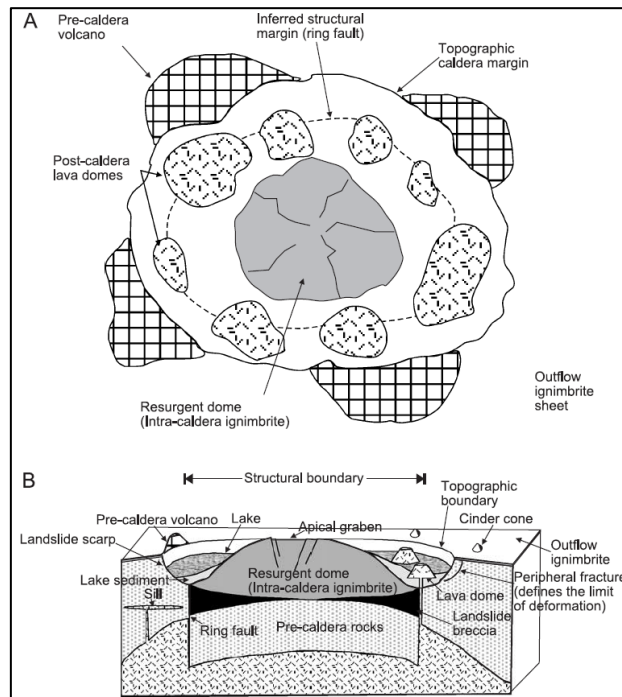 A
Pre-caldera
volcano
Inferred structural
margin (ring fault)
Topographic
caldera margin
Post-caldera
lava domes
Resurgent dome
(Intra-caldera ignimbrite)
Outflow
ignimbrite
sheet
B
Structural boundary
Pre-caldera volcano
Lake
Apical graben
Topographic
boundary
Cinder cone
Landslide
scarp
Outflow
ignimbrite
Resurgent dome
(Intra-caldera ignimbrite)
Lake sediment
Sill
Lava dome
Peripheral fracture
(defines the limit
of deformation)
Ring fault
Pre-caldera rocks
Landslide
breccia